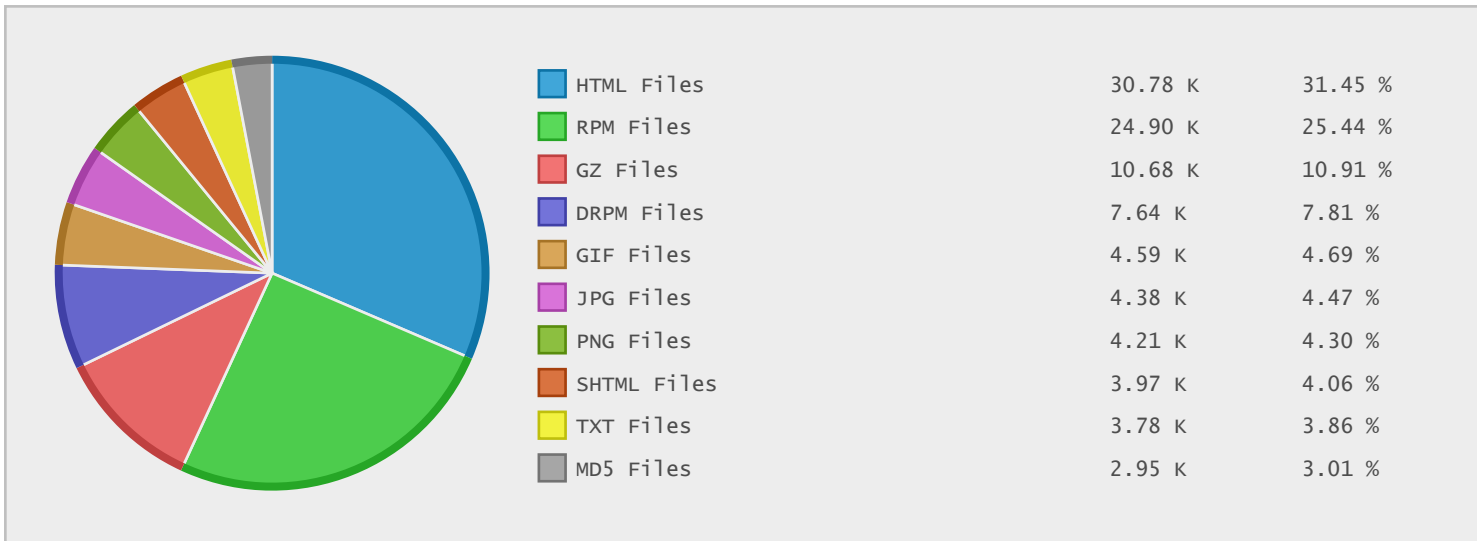 HTML Files 30.78 K 31.45 %
RPM Files 24.90 K 25.44 %
GZ Files 10.68 K 10.91 %
DRPM Files 7.64 K 7.81 %
GIF Files 4.59 K 4.69 %
JPG Files 4.38 K 4.47 %
PNG Files 4.21 K 4.30 %
SHTML Files 3.97 K 4.06 %
TXT Files 3.78 K 3.86 %
MD5 Files 2.95 K 3.01 %